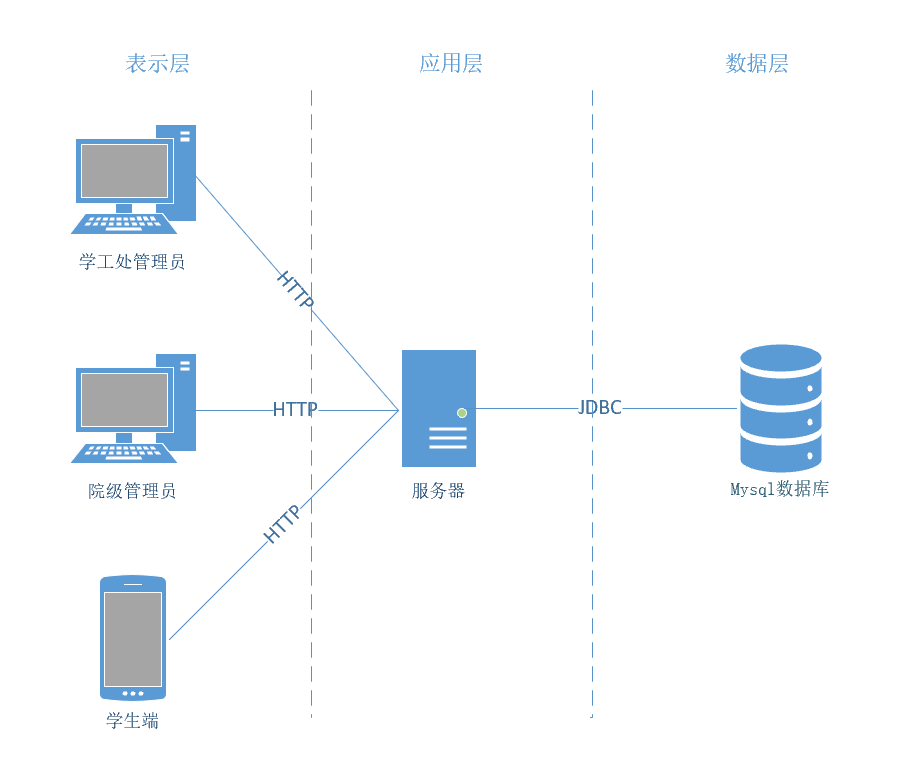 表示层
应用层
数据层
学工处管理员
HTTP
HTTP
JDBC
院级管理员
服务器
Mysql数据库
HTTP
学生端